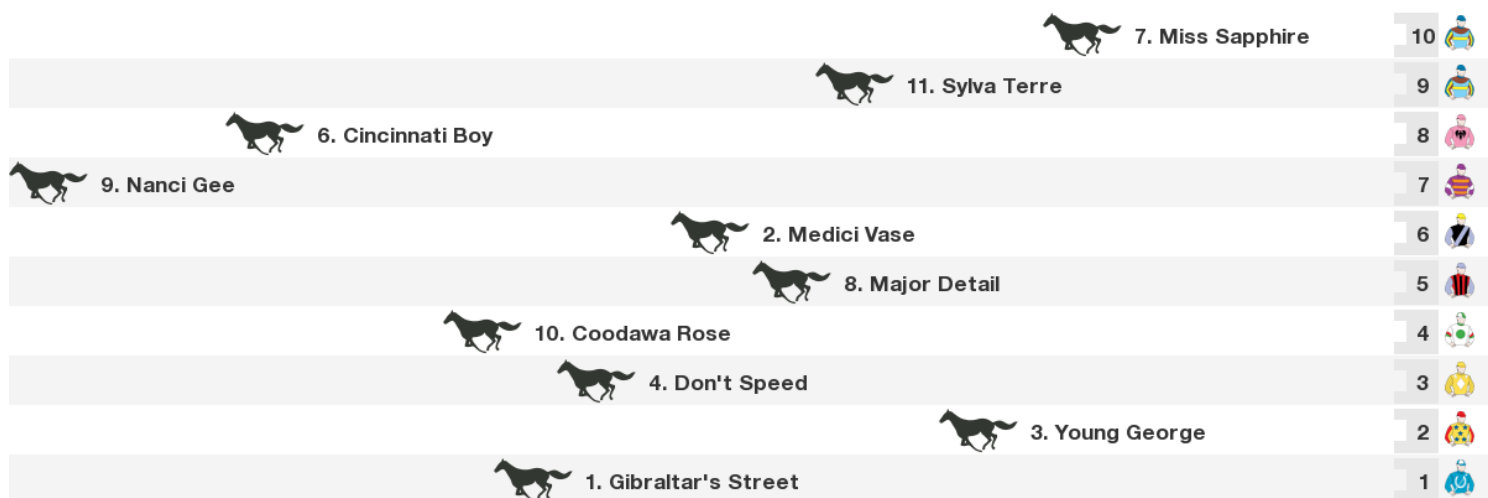 7. Miss Sapphire 10
11. Sylva Terre 9
6. Cincinnati Boy 8
9. Nanci Gee 7
2. Medici Vase 6
8. Major Detail 5
10. Coodawa Rose 4
4. Don't Speed 3
3. Young George 2
1. Gibraltar's Street 1